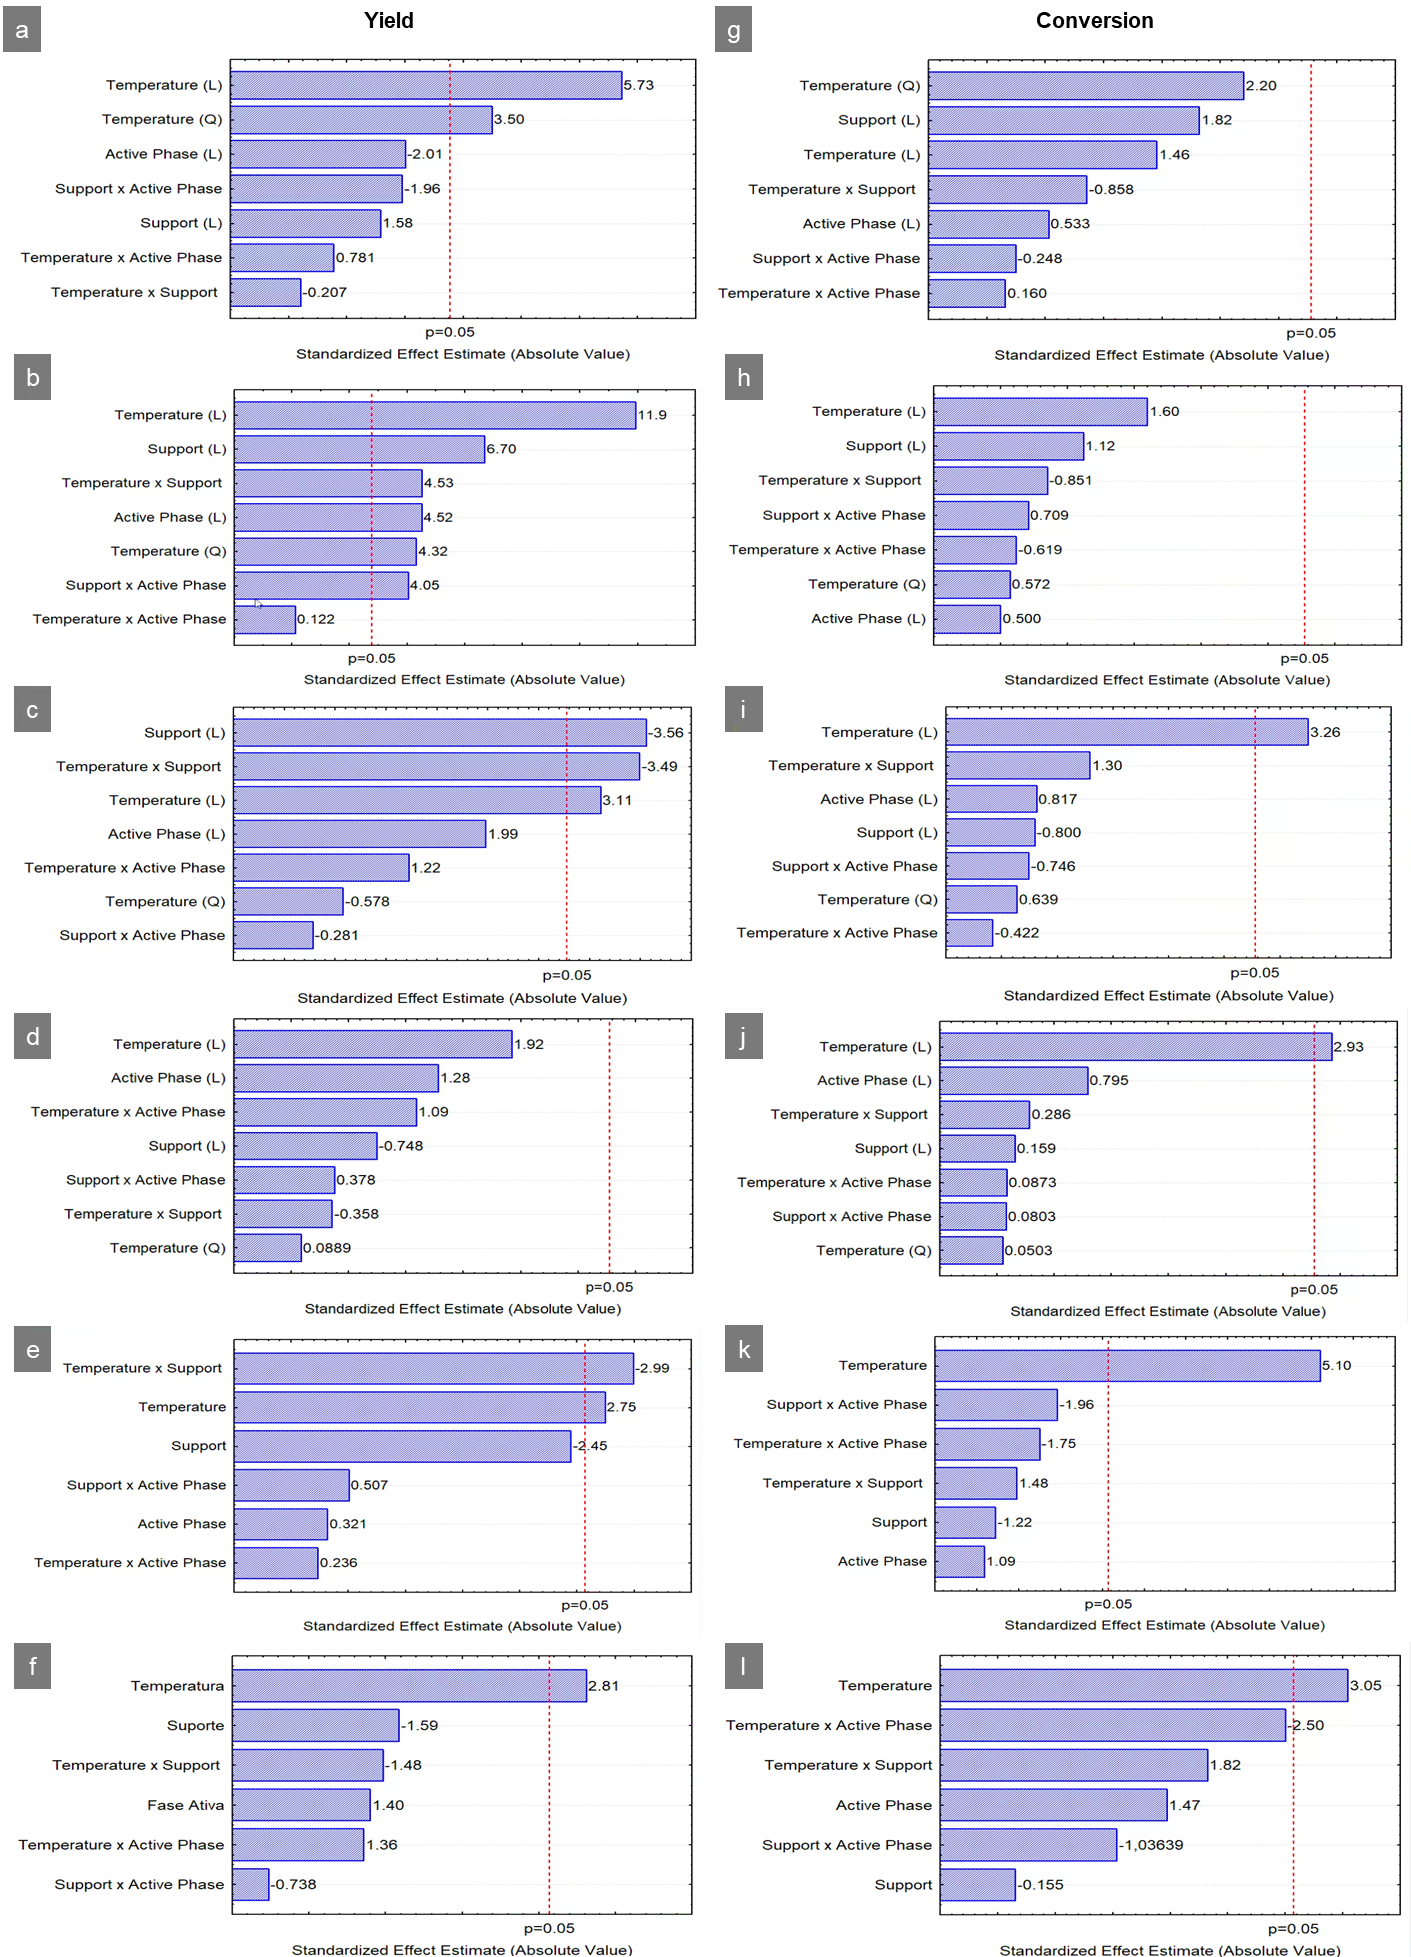 a
Yield
Temperature (L)
5.73
Temperature (Q)
3.50
Active Phase (L)
-2.01
Support x Active Phase
-1.96
Support (L)
1.58
Temperature x Active Phase
0.781
Temperature x Support
-0.207
p=0.05
Standardized Effect Estimate (Absolute Value)
b
Temperature (L)
11.9
Support (L)
6.70
Temperature x Support
4.53
Active Phase (L)
4.52
Temperature (Q)
4.32
Support x Active Phase
4.05
Temperature x Active Phase
0.122
p=0.05
Standardized Effect Estimate (Absolute Value)
c
Support (L)
-3.56
Temperature x Support
-3.49
Temperature (L)
3.11
Active Phase (L)
1.99
Temperature x Active Phase
1.22
Temperature (Q)
-0.578
Support x Active Phase
-0.281
p=0.05
Standardized Effect Estimate (Absolute Value)
d
Temperature (L)
1.92
Active Phase (L)
1.28
Temperature x Active Phase
1.09
Support (L)
-0.748
Support x Active Phase
0.378
Temperature x Support
-0.358
Temperature (Q)
0.0889
p=0.05
Standardized Effect Estimate (Absolute Value)
e
Temperature x Support
-2.99
Temperature
2.75
Support
-2.45
Support x Active Phase
0.507
Active Phase
0.321
Temperature x Active Phase
0.236
p=0.05
Standardized Effect Estimate (Absolute Value)
f
Temperatura
2.81
Suporte
-1.59
Temperature x Support
-1.48
Fase Ativa
1.40
Temperature x Active Phase
1.36
Support x Active Phase
-0.738
p=0.05
Standardized Effect Estimate (Absolute Value)
g
Conversion
Temperature (Q)
2.20
Support (L)
1.82
Temperature (L)
1.46
Temperature x Support
-0.858
Active Phase (L)
0.533
Support x Active Phase
-0.248
Temperature x Active Phase
0.160
p=0.05
Standardized Effect Estimate (Absolute Value)
h
Temperature (L)
1.60
Support (L)
1.12
Temperature x Support
-0.851
Support x Active Phase
0.709
Temperature x Active Phase
-0.619
Temperature (Q)
0.572
Active Phase (L)
0.500
p=0.05
Standardized Effect Estimate (Absolute Value)
i
Temperature (L)
3.26
Temperature x Support
1.30
Active Phase (L)
0.817
Support (L)
-0.800
Support x Active Phase
-0.746
Temperature (Q)
0.639
Temperature x Active Phase
-0.422
p=0.05
Standardized Effect Estimate (Absolute Value)
j
Temperature (L)
2.93
Active Phase (L)
0.795
Temperature x Support
0.286
Support (L)
0.159
Temperature x Active Phase
0.0873
Support x Active Phase
0.0803
Temperature (Q)
0.0503
p=0.05
Standardized Effect Estimate (Absolute Value)
k
Temperature
5.10
Support x Active Phase
-1.96
Temperature x Active Phase
-1.75
Temperature x Support
1.48
Support
-1.22
Active Phase
1.09
p=0.05
Standardized Effect Estimate (Absolute Value)
l
Temperature
3.05
Temperature x Active Phase
-2.50
Temperature x Support
1.82
Active Phase
1.47
Support x Active Phase
-1,03639
Support
-0.155
p=0.05
Standardized Effect Estimate (Absolute Value)